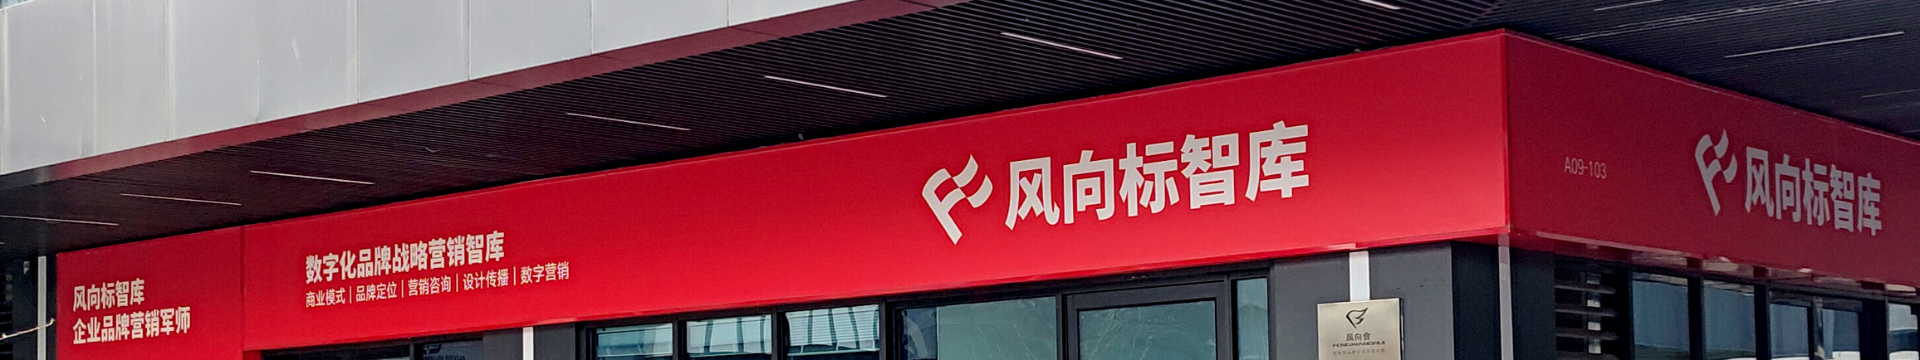 风向标智库
企业品牌营销军师
数字化品牌战略营销智库
商业模式 | 品牌定位 | 营销咨询 | 设计传播 | 数字营销
风向标智库
A09-103
风向标智库
風向會
FENGXIANGHUI